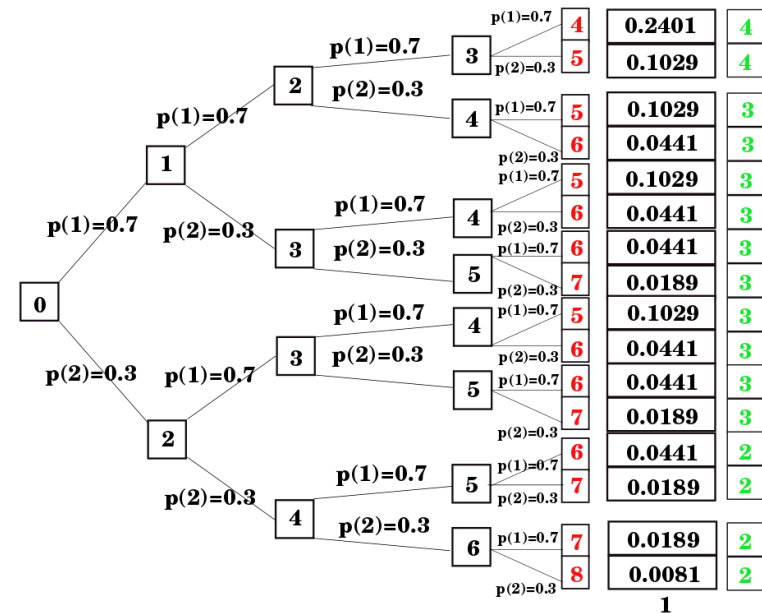 p(1)=0.7 4 0.2401 4
p(1)=0.7 3
p(2)=0.3 5 0.1029 4
2
p(2)=0.3
p(1)=0.7 4 p(1)=0.7 5 0.1029 3
p(2)=0.3 6 0.0441 3
1
p(1)=0.7 5 0.1029 3
p(1)=0.7 4
p(2)=0.3 6 0.0441 3
p(1)=0.7 p(2)=0.3 3
p(2)=0.3 p(1)=0.7 6 0.0441 3
5
p(2)=0.3 7 0.0189 3
0
p(1)=0.7 4 p(1)=0.7 5 0.1029 3
p(2)=0.3 6 0.0441 3
3
p(2)=0.3
p(2)=0.3 p(1)=0.7 5 p(1)=0.7 6 0.0441 3
p(2)=0.3 7 0.0189 3
2
6 0.0441 2
p(1)=0.7 5 p(1)=0.7
p(2)=0.3 p(2)=0.3 7 0.0189 2
4
p(2)=0.3 6 p(1)=0.7 7 0.0189 2
p(2)=0.3 8 0.0081 2
1